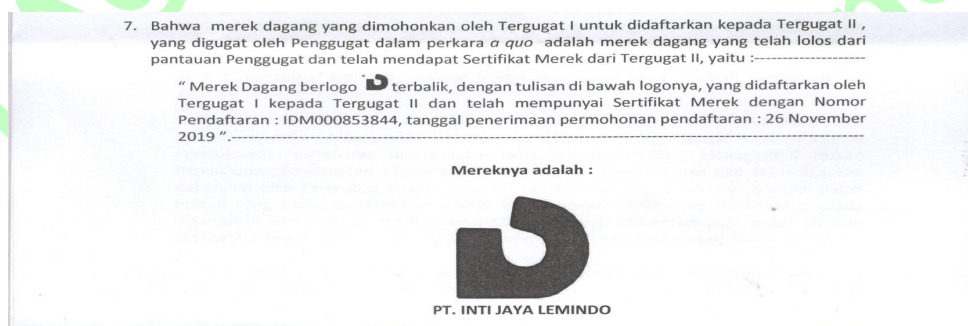 7. Bahwa merek dagang yang dimohonkan oleh Tergugat I untuk didaftarkan kepada Tergugat II ,
yang digugat oleh Penggugat dalam perkara a quo adalah merek dagang yang telah lolos dari
pantauan Penggugat dan telah mendapat Sertifikat Merek dari Tergugat II, yaitu :-------------------
“ Merek Dagang berlogo terbalik, dengan tulisan di bawah logonya, yang didaftarkan oleh
Tergugat I kepada Tergugat II dan telah mempunyai Sertifikat Merek dengan Nomor
Pendaftaran : IDM000853844, tanggal penerimaan permohonan pendaftaran : 26 November
2019 ”.-----------------------------------------------------------------------------------------------
Mereknya adalah :
PT. INTI JAYA LEMINDO